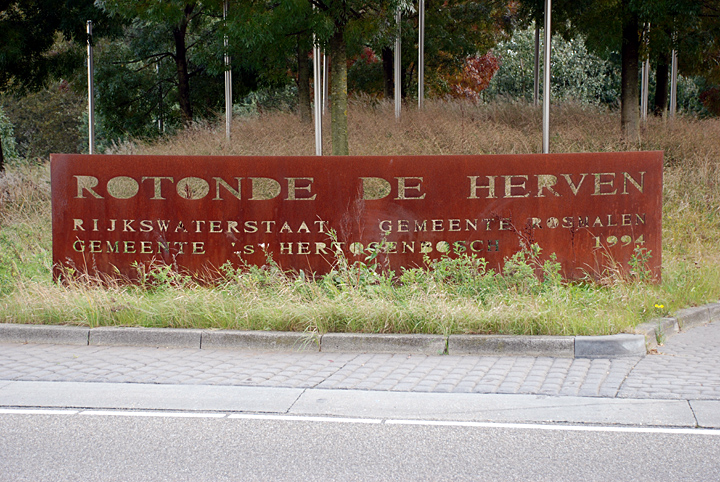 ROTONDE DE HERVEN
RIJKSWATERSTAAT GEMEENTE ROSMALEN
GEMEENTE 'S HERTOGENBOSCH 1994